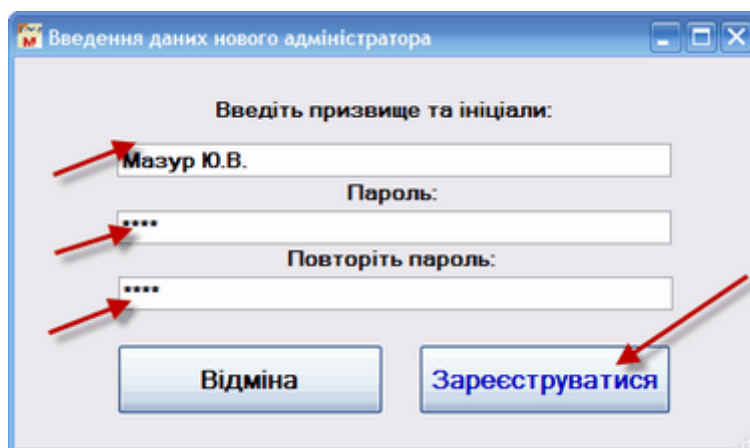 Введення даних нового адміністратора
Введіть призвище та ініціали:
Мазур Ю.В.
Пароль:
****
Повторіть пароль:
****
Відміна Зареєструватися